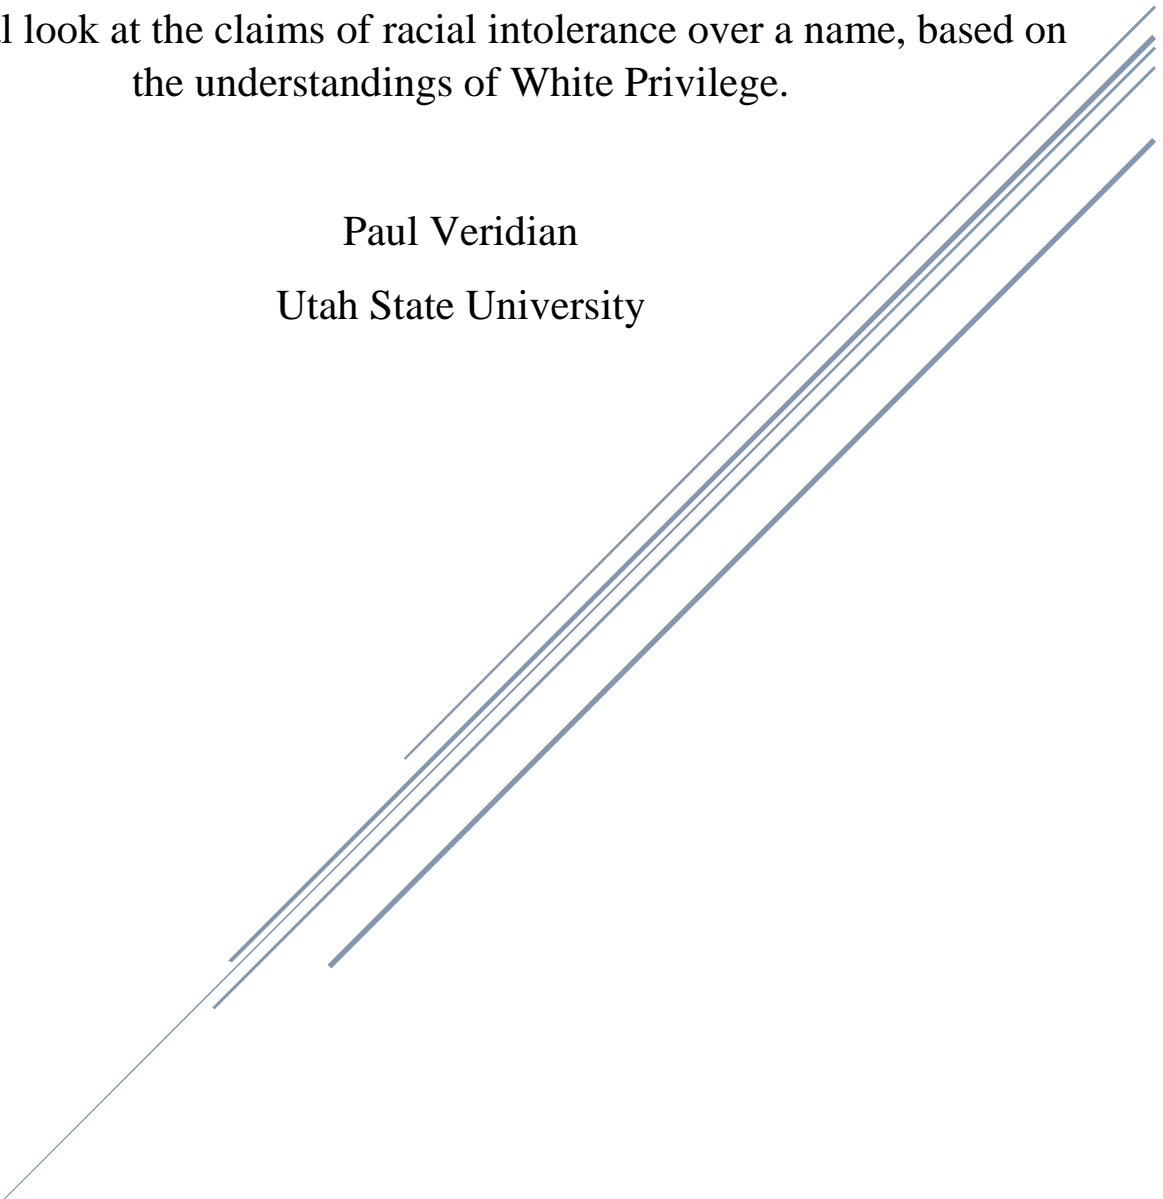 look at the claims of racial intolerance over a name, based on
the understandings of White Privilege.
Paul Veridian
Utah State University